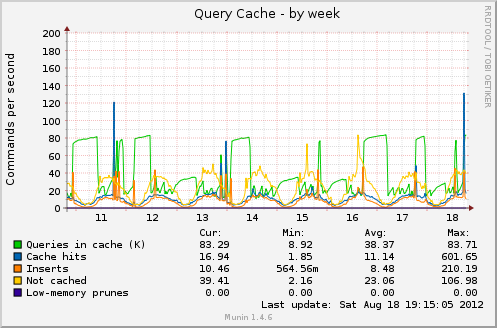 Query Cache - by week
RRDTOOL / TOBI OETIKER
Commands per second
200
180
160
140
120
100
80
60
40
20
0
11 12 13 14 15 16 17 18
Cur: Min: Avg: Max:
Queries in cache (K) 83.29 8.92 38.37 83.71
Cache hits 16.94 1.85 11.14 601.65
Inserts 10.46 564.56m 8.48 210.19
Not cached 39.41 2.16 23.06 106.98
Low-memory prunes 0.00 0.00 0.00 0.00
Last update: Sat Aug 18 19:15:05 2012
Munin 1.4.6